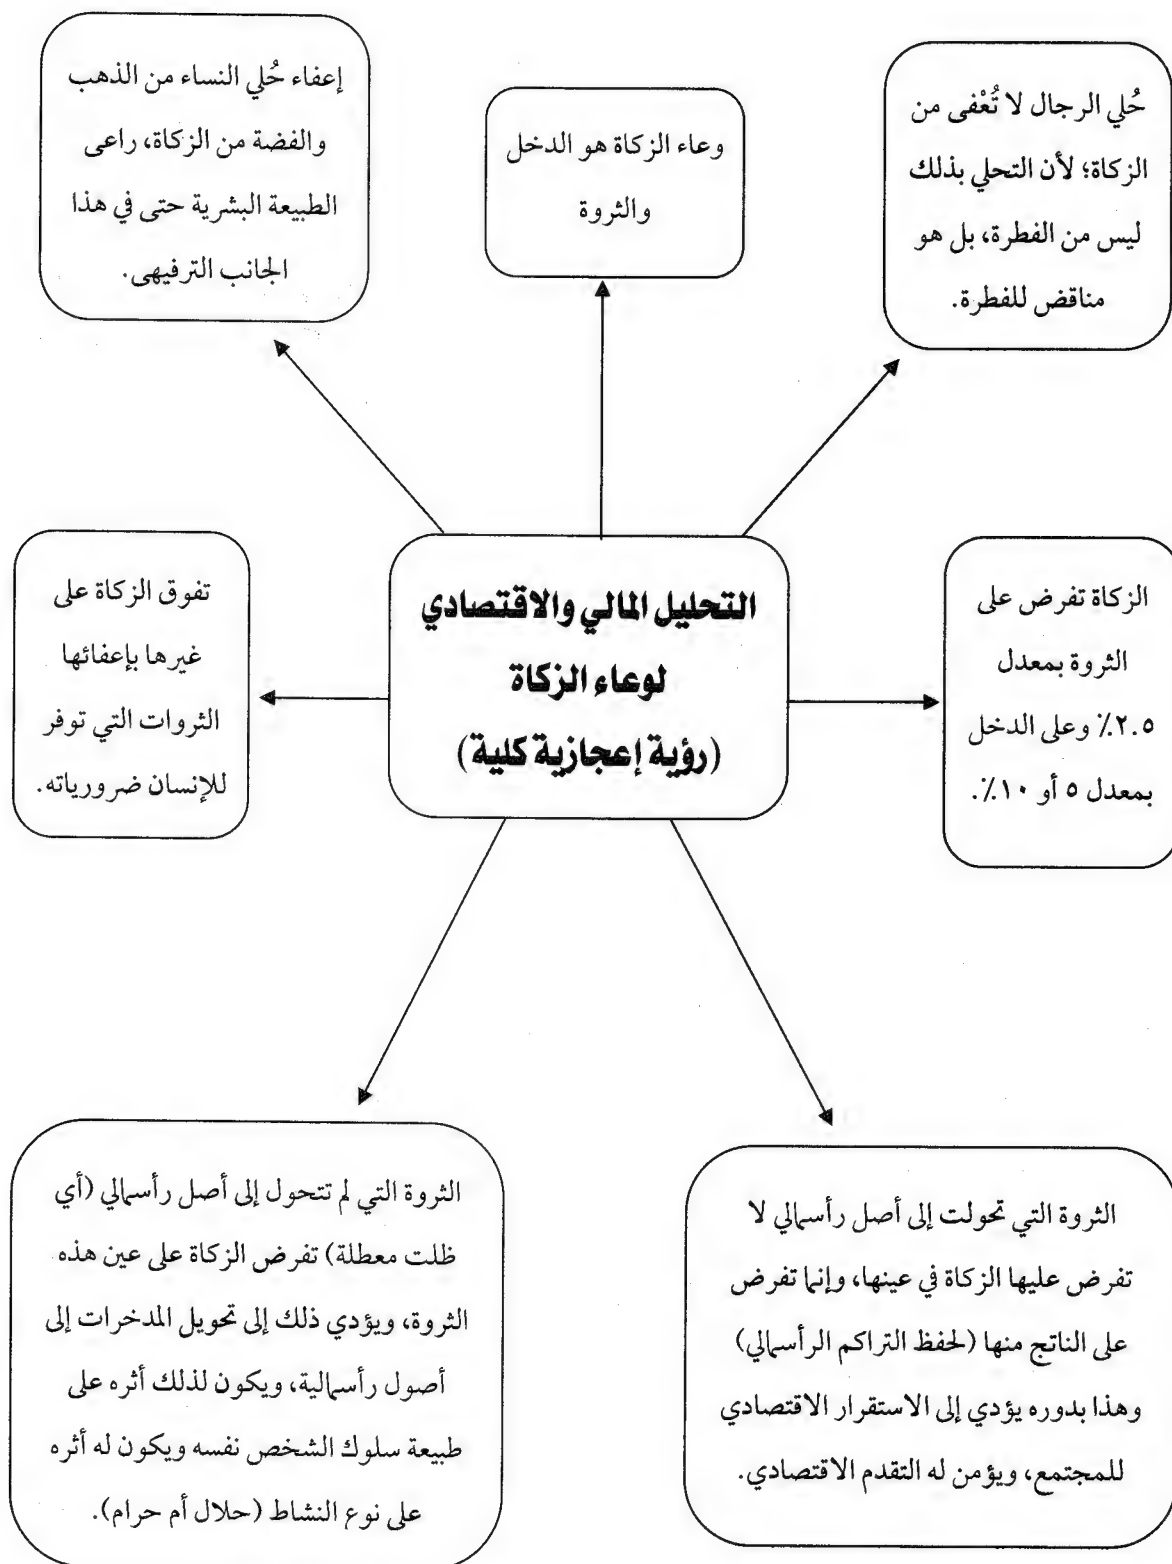 حُلي الرجال لا تُعْفى من
الزكاة؛ لأن التحلي بذلك
ليس من الفطرة، بل هو
مناقض للفطرة.
وعاء الزكاة هو الدخل
والثروة
إعفاء حُلي النساء من الذهب
والفضة من الزكاة، راعى
الطبيعة البشرية حتى في هذا
الجانب الترفيهى.
الزكاة تفرض على
الثروة بمعدل
٢.٥٪ وعلى الدخل
بمعدل ٥ أو ١٠٪.
التحليل المالي والاقتصادي
لوعاء الزكاة
(رؤية إعجازية كلية)
تفوق الزكاة على
غيرها بإعفائها
الثروات التي توفر
للإنسان ضرورياته.
الثروة التي تحولت إلى أصل رأسمالي لا
تفرض عليها الزكاة في عينها، وإنما تفرض
على الناتج منها (لحفظ التراكم الرأسمالي)
وهذا بدوره يؤدي إلى الاستقرار الاقتصادي
للمجتمع، ويؤمن له التقدم الاقتصادي.
الثروة التي لم تتحول إلى أصل رأسمالي (أي
ظلت معطلة) تفرض الزكاة على عين هذه
الثروة، ويؤدي ذلك إلى تحويل المدخرات إلى
أصول رأسمالية، ويكون لذلك أثره على
طبيعة سلوك الشخص نفسه ويكون له أثره
على نوع النشاط (حلال أم حرام).